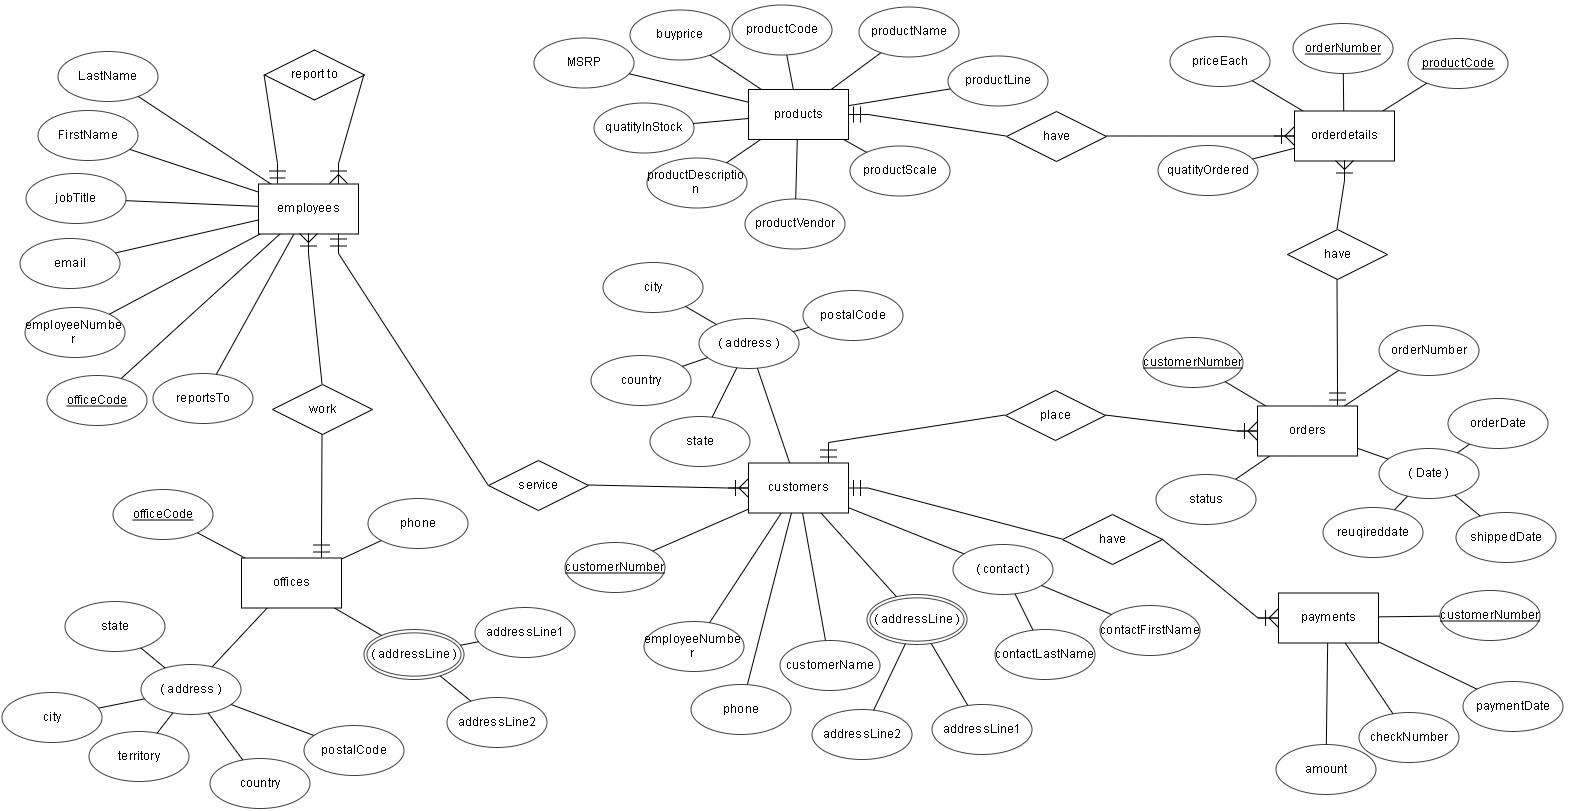 LastName
FirstName
jobTitle
email
employeeNumbe
r
officeCode
reportsTo
report to
employees
work
service
officeCode
phone
offices
state
( address )
city
territory
country
postalCode
( addressLine )
addressLine1
addressLine2
MSRP
buyprice
productCode
productName
productLine
products
quatityInStock
productDescriptio
n
productVendor
productScale
have
priceEach
orderNumber
productCode
orderdetails
quatityOrdered
have
city
( address )
postalCode
country
state
customers
place
customerNumber
orderNumber
orders
status
( Date )
orderDate
reuqireddate
shippedDate
customerNumber
employeeNumbe
r
phone
customerName
( addressLine )
addressLine2
addressLine1
( contact )
contactLastName
contactFirstName
have
payments
customerNumber
paymentDate
checkNumber
amount